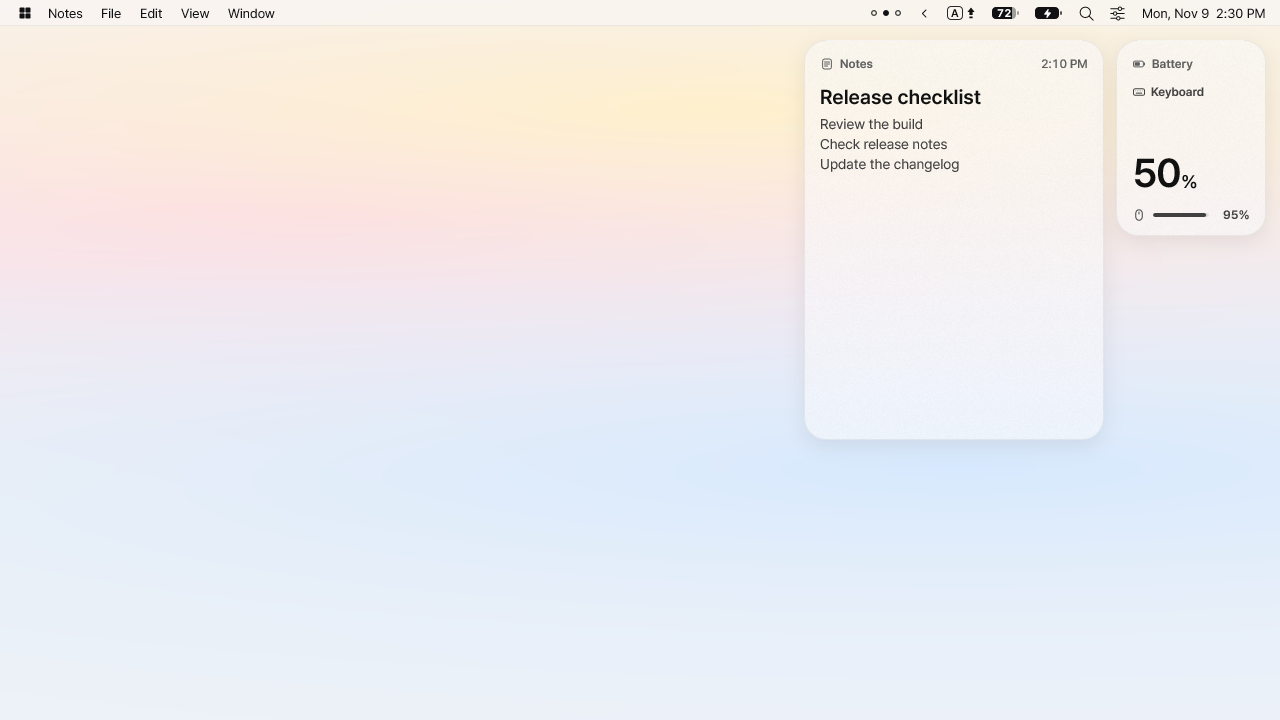 Notes File Edit View Window A 72 Mon, Nov 9 2:30 PM
Notes 2:10 PM
Release checklist
Review the build
Check release notes
Update the changelog
Battery
Keyboard
50%
95%